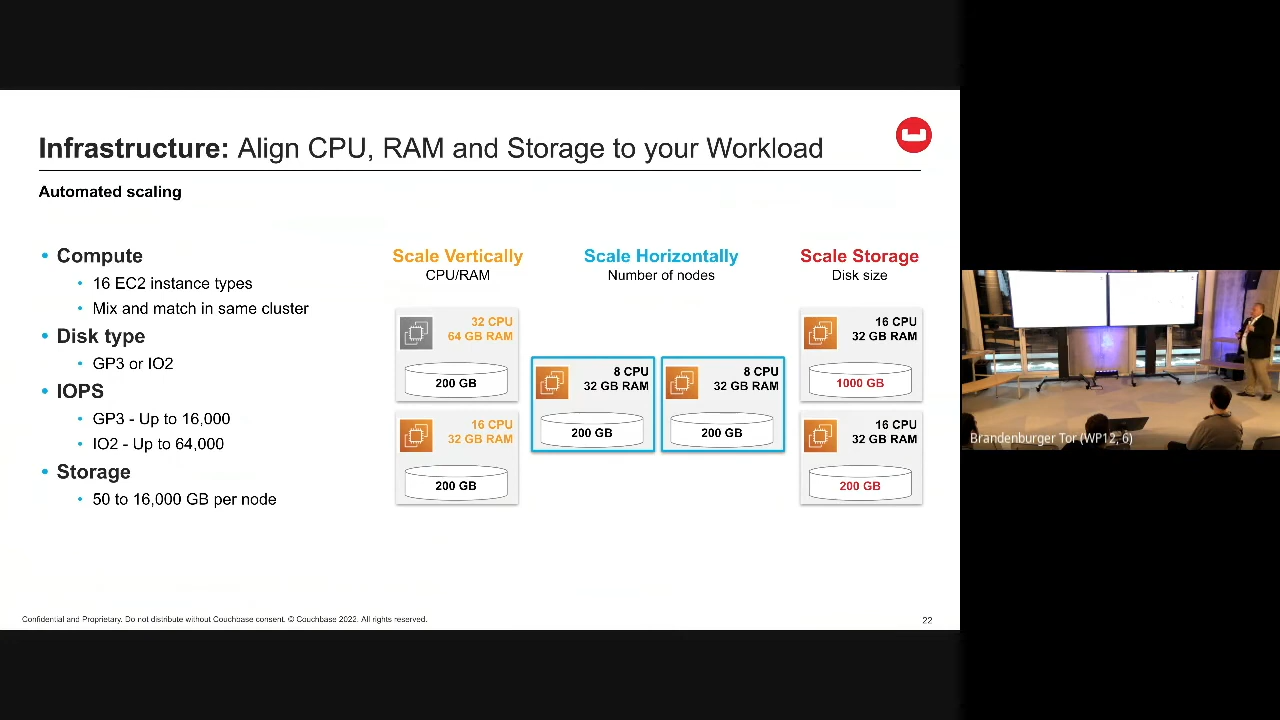 Infrastructure: Align CPU, RAM and Storage to your Workload
Automated scaling
• Compute
• 16 EC2 instance types
• Mix and match in same cluster
• Disk type
• GP3 or IO2
• IOPS
• GP3 - Up to 16,000
• IO2 - Up to 64,000
• Storage
• 50 to 16,000 GB per node
Scale Vertically
CPU/RAM
32 CPU
64 GB RAM
200 GB
16 CPU
32 GB RAM
200 GB
Scale Horizontally
Number of nodes
8 CPU
32 GB RAM
200 GB
8 CPU
32 GB RAM
200 GB
Scale Storage
Disk size
16 CPU
32 GB RAM
1000 GB
16 CPU
32 GB RAM
200 GB
Confidential and Proprietary. Do not distribute without Couchbase consent. © Couchbase 2022. All rights reserved.
22
Brandenburger Tor (WP12, 6)